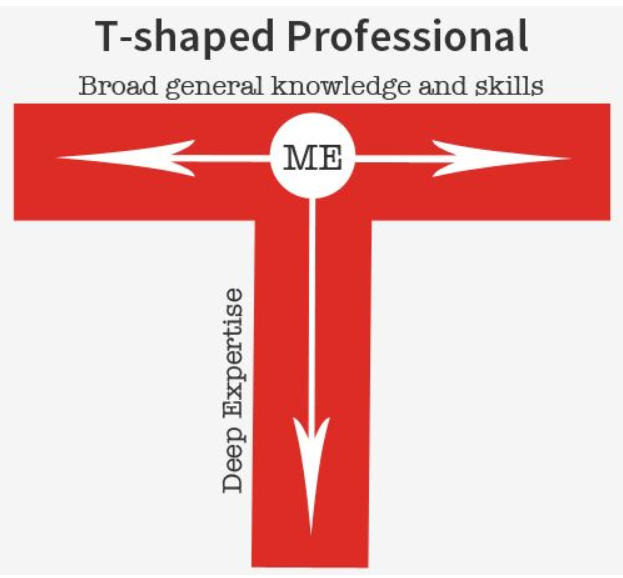 T-shaped Professional
Broad general knowledge and skills
ME
Deep Expertise